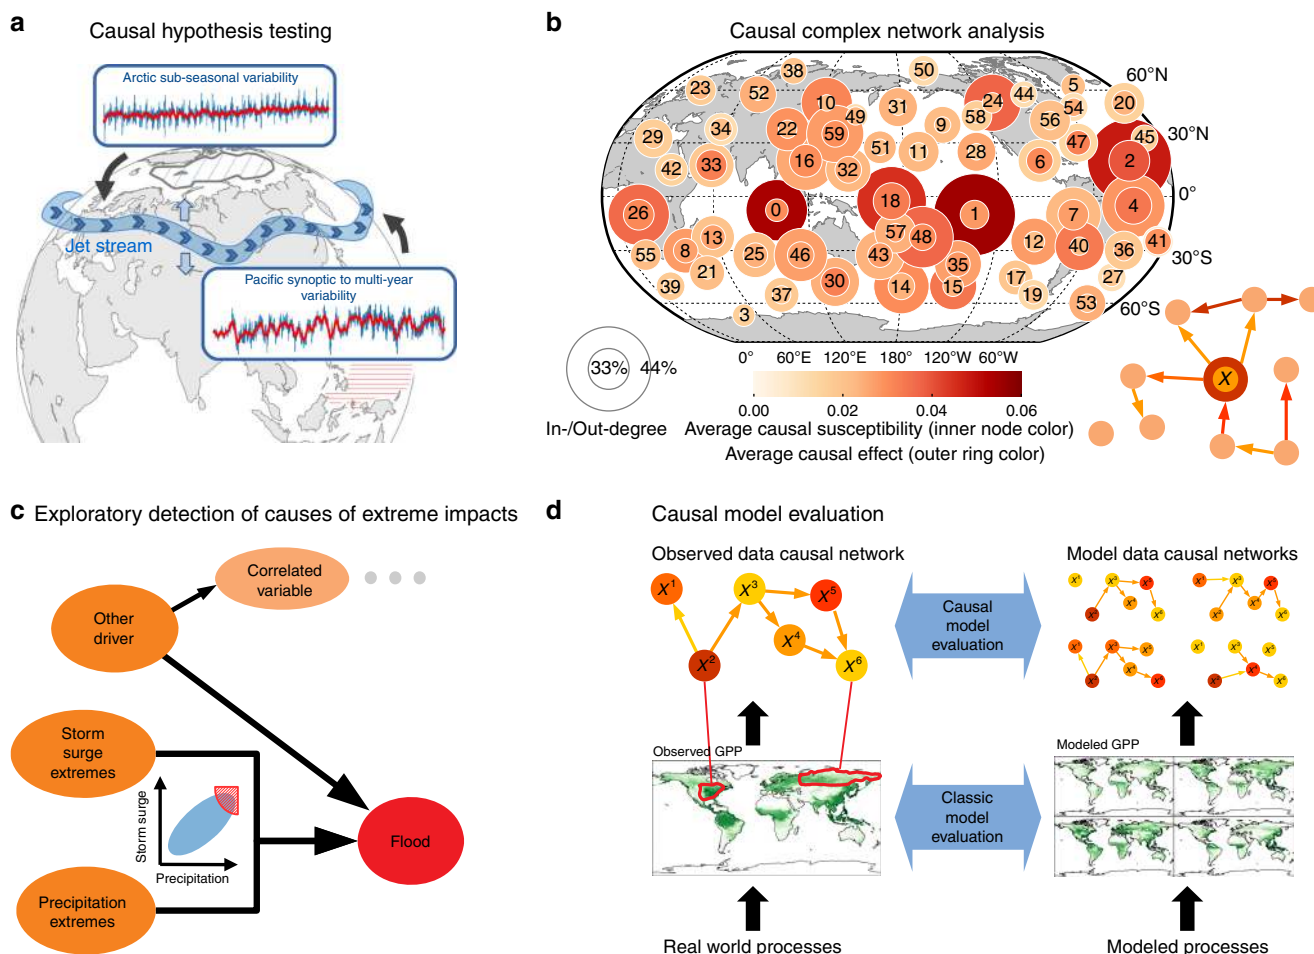 a
Causal hypothesis testing
Arctic sub-seasonal variability
Jet stream
Pacific synoptic to multi-year
variability
b
Causal complex network analysis
38
50
60°N
23
52
10
31
24
44
5
54
20
49
58
56
29
34
22
59
9
30°N
45
47
42
33
16
32
51
11
28
6
2
0°
26
0
18
1
7
4
57
48
55
8
13
25
46
43
35
12
40
36
41
30°S
39
21
37
30
14
15
17
19
27
53
3
60°S
0°
60°E
120°E
180°
120°W
60°W
33%
44%
In-/Out-degree
0.00
0.02
0.04
0.06
Average causal susceptibility (inner node color)
Average causal effect (outer ring color)
X
c
Exploratory detection of causes of extreme impacts
Correlated
variable
Other
driver
Storm
surge
extremes
Storm surge
Precipitation
Flood
Precipitation
extremes
d
Causal model evaluation
Observed data causal network
Model data causal networks
X1
X3
X5
X4
X2
X6
Causal
model
evaluation
Observed GPP
Modeled GPP
Classic
model
evaluation
Real world processes
Modeled processes